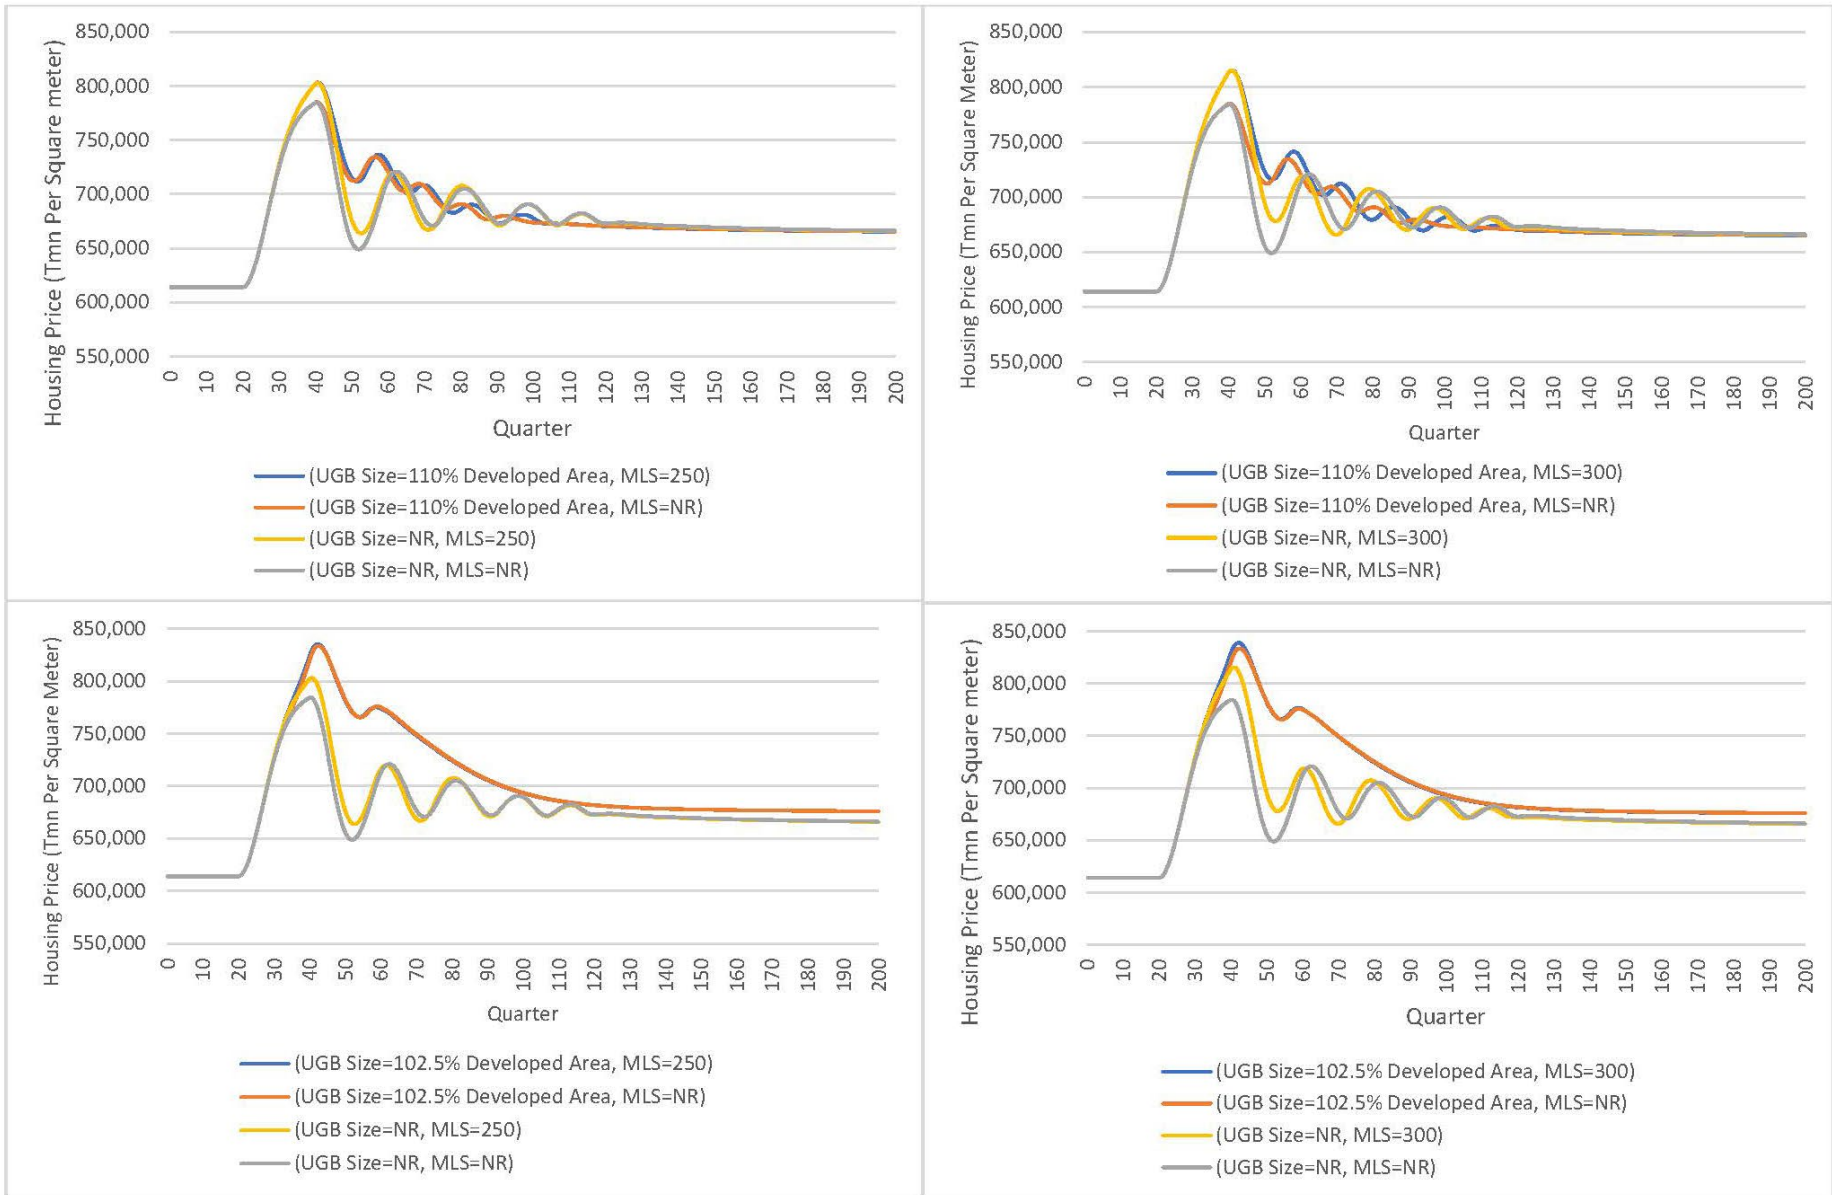 850,000
800,000
750,000
700,000
650,000
600,000
550,000
Housing Price (Tmn Per Square meter)
0 10 20 30 40 50 60 70 80 90 100 110 120 130 140 150 160 170 180 190 200
Quarter
(UGB Size=110% Developed Area, MLS=250)
(UGB Size=110% Developed Area, MLS=NR)
(UGB Size=NR, MLS=250)
(UGB Size=NR, MLS=NR)
850,000
800,000
750,000
700,000
650,000
600,000
550,000
Housing Price (Tmn Per Square Meter)
0 10 20 30 40 50 60 70 80 90 100 110 120 130 140 150 160 170 180 190 200
Quarter
(UGB Size=110% Developed Area, MLS=300)
(UGB Size=110% Developed Area, MLS=NR)
(UGB Size=NR, MLS=300)
(UGB Size=NR, MLS=NR)
850,000
800,000
750,000
700,000
650,000
600,000
550,000
Housing Price (Tmn Per Square Meter)
0 10 20 30 40 50 60 70 80 90 100 110 120 130 140 150 160 170 180 190 200
Quarter
(UGB Size=102.5% Developed Area, MLS=250)
(UGB Size=102.5% Developed Area, MLS=NR)
(UGB Size=NR, MLS=250)
(UGB Size=NR, MLS=NR)
850,000
800,000
750,000
700,000
650,000
600,000
550,000
Housing Price (Tmn Per Square meter)
0 10 20 30 40 50 60 70 80 90 100 110 120 130 140 150 160 170 180 190 200
Quarter
(UGB Size=102.5% Developed Area, MLS=300)
(UGB Size=102.5% Developed Area, MLS=NR)
(UGB Size=NR, MLS=300)
(UGB Size=NR, MLS=NR)